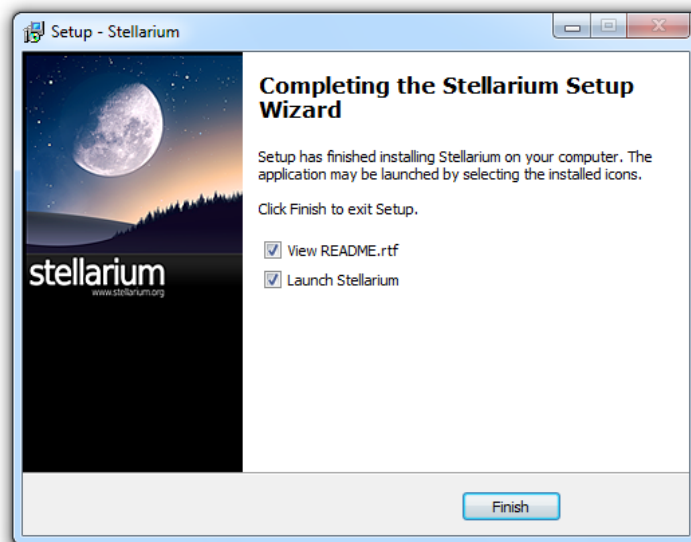 Setup - Stellarium
Completing the Stellarium Setup
Wizard
Setup has finished installing Stellarium on your computer. The
application may be launched by selecting the installed icons.
Click Finish to exit Setup.
View README.rtf
Launch Stellarium
stellarium
www.stellarium.org
Finish